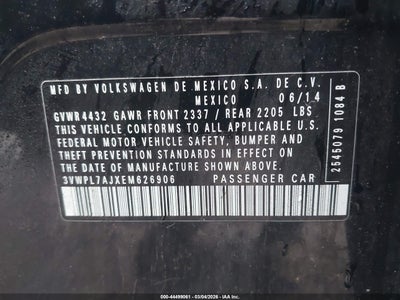 MFD BY VOLKSWAGEN DE MEXICO S.A. DE C.V.
MEXICO 06/14
GVWR4432 GAWR FRONT 2337 / REAR 2205 LBS
THIS VEHICLE CONFORMS TO ALL APPLICABLE U.S.
FEDERAL MOTOR VEHICLE SAFETY, BUMPER AND
THEFT PREVENTION STANDARDS IN EFFECT ON
THE DATE OF MANUFACTURE SHOWN ABOVE.
3VWPL7AJXEM626906 PASSENGER CAR
2545079 1084 B
000-44499061 - 03/04/2026 - IAA Inc.